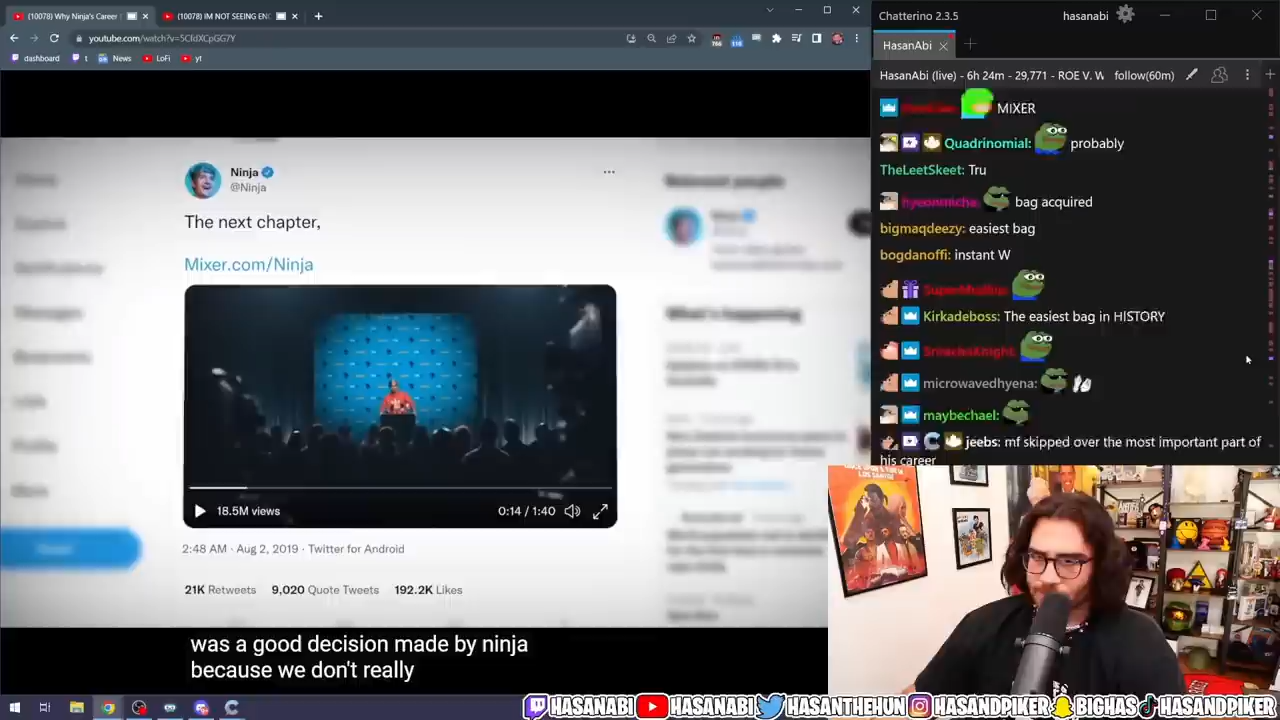 (10078) Why Ninja's Career
(10078) IM NOT SEEING ENO
youtube.com/watch?v=5CfdXCpGG7Y
dashboard
t
News
LoFi
yt
Ninja
@Ninja
The next chapter,
Mixer.com/Ninja
18.5M views
0:14 / 1:40
2:48 AM · Aug 2, 2019 · Twitter for Android
21K Retweets 9,020 Quote Tweets 192.2K Likes
was a good decision made by ninja
because we don't really
Chatterino 2.3.5
hasanabi
HasanAbi
HasanAbi (live) - 6h 24m - 29,771 - ROE V. W
follow(60m)
MIXER
Quadrinomial: probably
TheLeetSkeet: Tru
bag acquired
bigmaqdeezy: easiest bag
bogdanoffi: instant W
Kirkadeboss: The easiest bag in HISTORY
microwavedhyena:
maybechael:
jeebs: mf skipped over the most important part of
his career
HASANABI HASANABI HASANTHEHUN HASANDPIKER BIGHAS HASANDPIKER